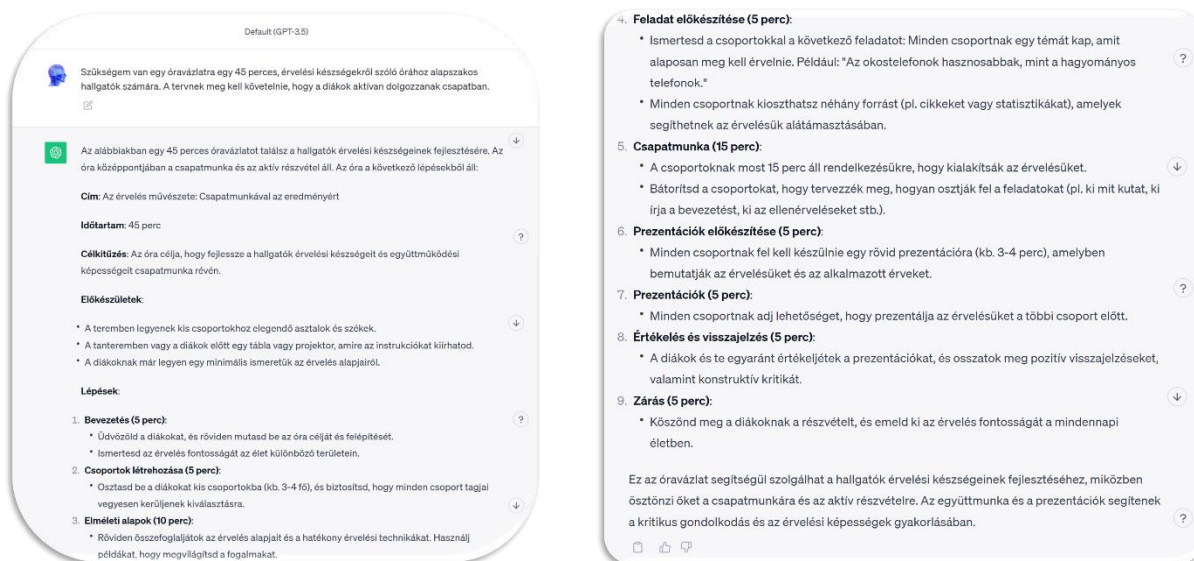 Default (GPT-3.5)
Szükségem van egy óravázlatra egy 45 perces, érvelési készségekről szóló órához alapszakos
hallgatók számára. A tervnek meg kell követelnie, hogy a diákok aktívan dolgozzanak csapatban.
Az alábbiakban egy 45 perces óravázlatot találsz a hallgatók érvelési készségeinek fejlesztésére. Az
óra középpontjában a csapatmunka és az aktív részvétel áll. Az óra a következő lépésekből áll:
Cím: Az érvelés művészete: Csapatmunkával az eredményért
Időtartam: 45 perc
Célkitűzés: Az óra célja, hogy fejlessze a hallgatók érvelési készségeit és együttműködési
képességeit csapatmunka révén.
Előkészületek:
• A teremben legyenek kis csoportokhoz elegendő asztalok és székek.
• A tanteremben vagy a diákok előtt egy tábla vagy projektor, amire az instrukciókat kiírhatod.
• A diákoknak már legyen egy minimális ismeretük az érvelés alapjairól.
Lépések:
1. Bevezetés (5 perc):
• Üdvözöld a diákokat, és röviden mutasd be az óra célját és felépítését.
• Ismertesd az érvelés fontosságát az élet különböző területein.
2. Csoportok létrehozása (5 perc):
• Osztasd be a diákokat kis csoportokba (kb. 3-4 fő), és biztosítsd, hogy minden csoport tagjai
vegyesen kerüljenek kiválasztásra.
3. Elméleti alapok (10 perc):
• Röviden összefoglaljátok az érvelés alapjait és a hatékony érvelési technikákat. Használj
példákat, hogy megvilágítsd a fogalmakat.
4. Feladat előkészítése (5 perc):
• Ismertesd a csoportokkal a következő feladatot: Minden csoportnak egy témát kap, amit
alaposan meg kell érvelnie. Például: "Az okostelefonok hasznosabbak, mint a hagyományos
telefonok."
• Minden csoportnak kioszthatsz néhány forrást (pl. cikkeket vagy statisztikákat), amelyek
segíthetnek az érvelésük alátámasztásában.
5. Csapatmunka (15 perc):
• A csoportoknak most 15 perc áll rendelkezésükre, hogy kialakítsák az érvelésüket.
• Bátorítsd a csoportokat, hogy tervezzék meg, hogyan osztják fel a feladatokat (pl. ki mit kutat, ki
írja a bevezetést, ki az ellenérveléseket stb.).
6. Prezentációk előkészítése (5 perc):
• Minden csoportnak fel kell készülnie egy rövid prezentációra (kb. 3-4 perc), amelyben
bemutatják az érvelésüket és az alkalmazott érveket.
7. Prezentációk (5 perc):
• Minden csoportnak adj lehetőséget, hogy prezentálja az érvelésüket a többi csoport előtt.
8. Értékelés és visszajelzés (5 perc):
• A diákok és te egyaránt értékeljétek a prezentációkat, és osszatok meg pozitív visszajelzéseket,
valamint konstruktív kritikát.
9. Zárás (5 perc):
• Köszönd meg a diákoknak a részvételt, és emeld ki az érvelés fontosságát a mindennapi
életben.
Ez az óravázlat segítségül szolgálhat a hallgatók érvelési készségeinek fejlesztéséhez, miközben
ösztönzi őket a csapatmunkára és az aktív részvételre. Az együttmunka és a prezentációk segítenek
a kritikus gondolkodás és az érvelési képességek gyakorlásában.